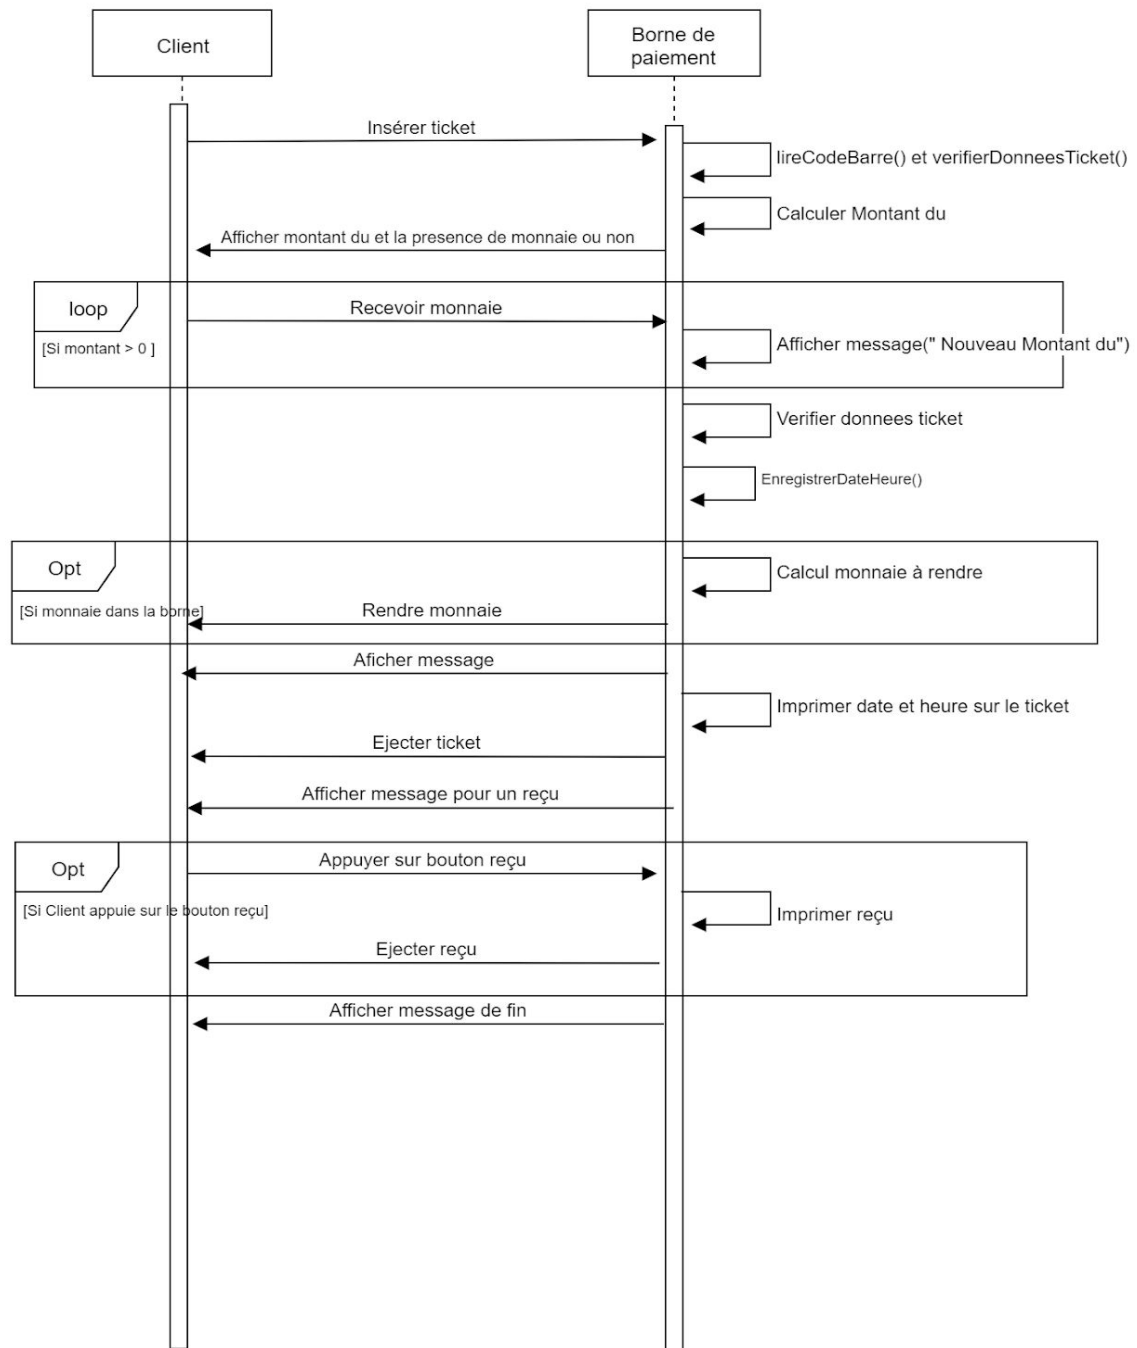 Client
Borne de
paiement
Insérer ticket
lireCodeBarre() et verifierDonneesTicket()
Calculer Montant du
Afficher montant du et la presence de monnaie ou non
loop
Recevoir monnaie
[Si montant > 0 ]
Afficher message(" Nouveau Montant du")
Verifier donnees ticket
EnregistrerDateHeure()
Opt
Calcul monnaie à rendre
[Si monnaie dans la borne]
Rendre monnaie
Aficher message
Imprimer date et heure sur le ticket
Ejecter ticket
Afficher message pour un reçu
Opt
Appuyer sur bouton reçu
[Si Client appuie sur le bouton reçu]
Imprimer reçu
Ejecter reçu
Afficher message de fin